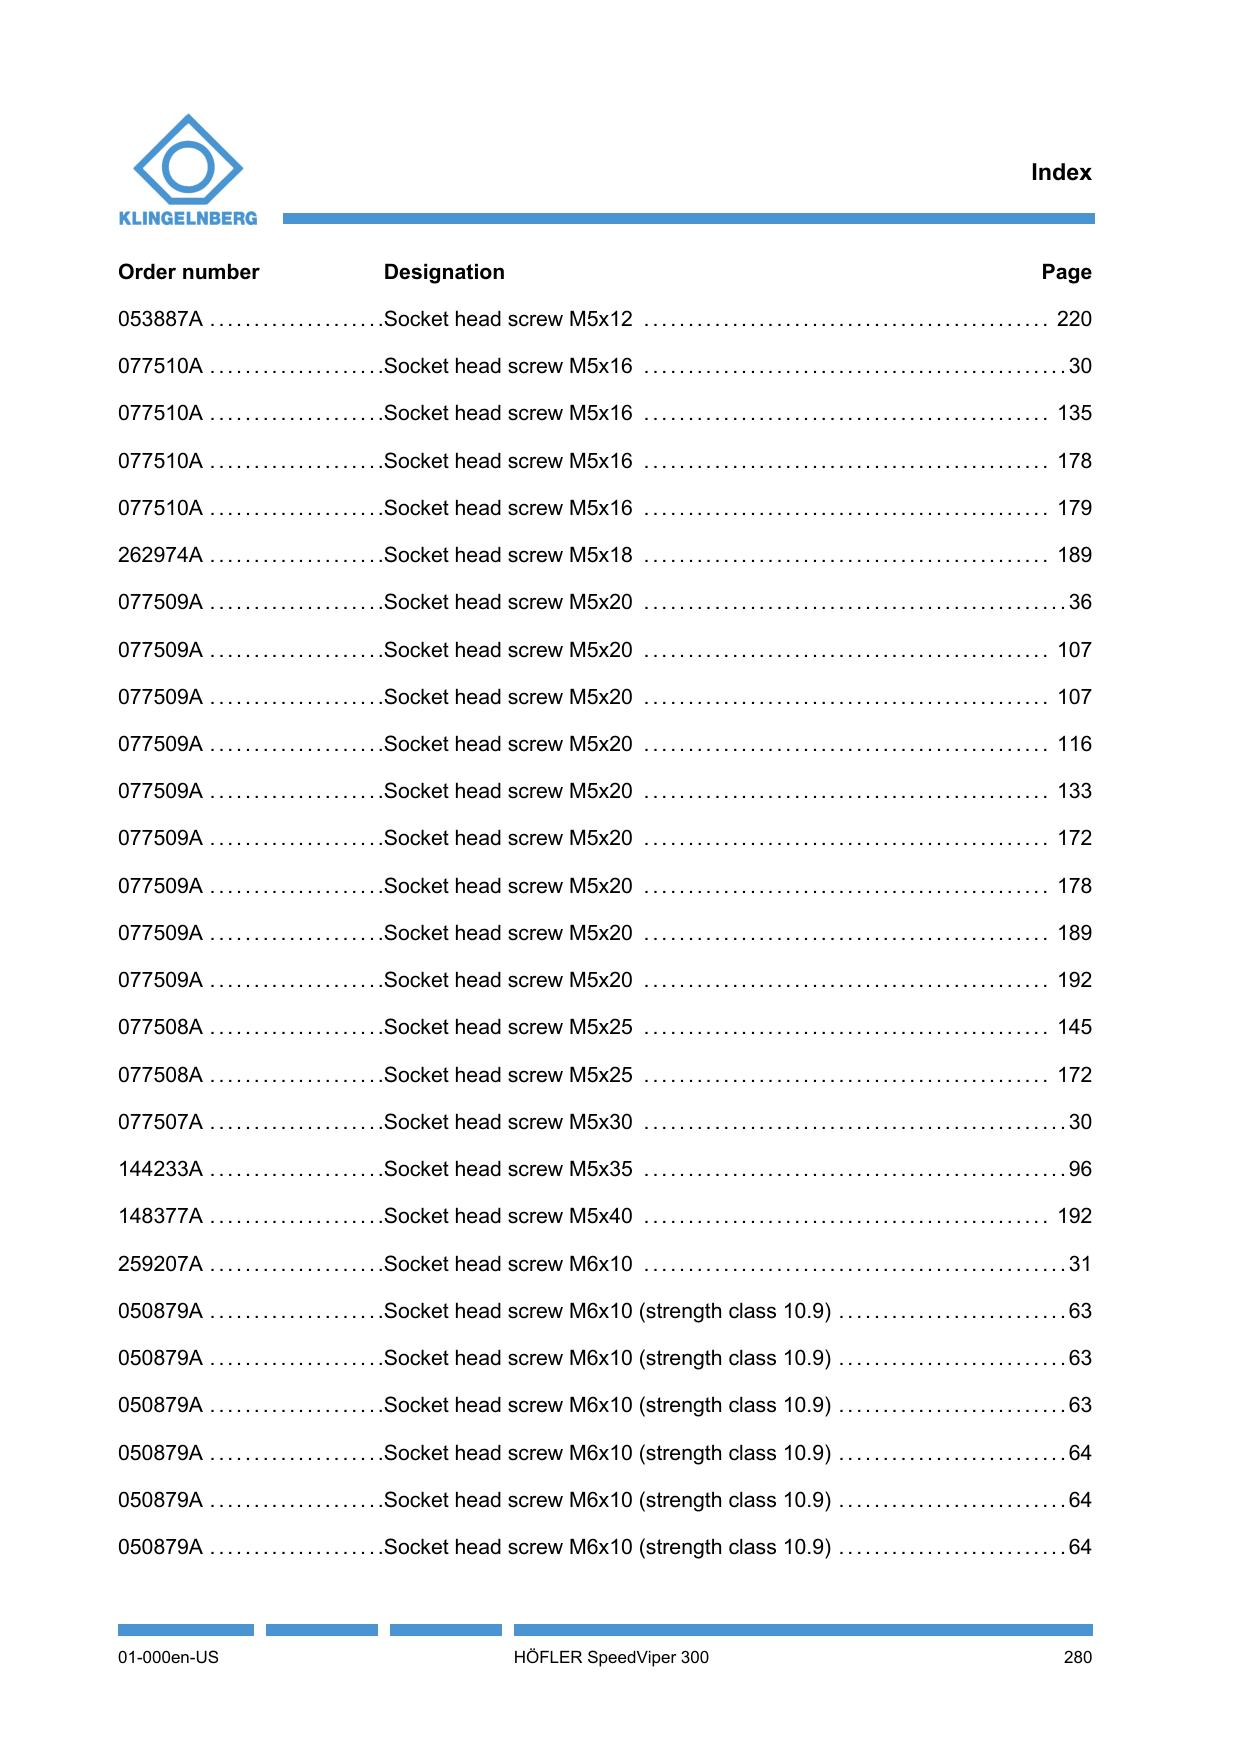 KLINGELNBERG
Index
Order number Designation Page
053887A ....................Socket head screw M5x12 .............................................. 220
077510A ....................Socket head screw M5x16 ................................................30
077510A ....................Socket head screw M5x16 .............................................. 135
077510A ....................Socket head screw M5x16 .............................................. 178
077510A ....................Socket head screw M5x16 .............................................. 179
262974A ....................Socket head screw M5x18 .............................................. 189
077509A ....................Socket head screw M5x20 ................................................36
077509A ....................Socket head screw M5x20 .............................................. 107
077509A ....................Socket head screw M5x20 .............................................. 107
077509A ....................Socket head screw M5x20 .............................................. 116
077509A ....................Socket head screw M5x20 .............................................. 133
077509A ....................Socket head screw M5x20 .............................................. 172
077509A ....................Socket head screw M5x20 .............................................. 178
077509A ....................Socket head screw M5x20 .............................................. 189
077509A ....................Socket head screw M5x20 .............................................. 192
077508A ....................Socket head screw M5x25 .............................................. 145
077508A ....................Socket head screw M5x25 .............................................. 172
077507A ....................Socket head screw M5x30 ................................................30
144233A ....................Socket head screw M5x35 ................................................96
148377A ....................Socket head screw M5x40 .............................................. 192
259207A ....................Socket head screw M6x10 ................................................31
050879A ....................Socket head screw M6x10 (strength class 10.9) ..........................63
050879A ....................Socket head screw M6x10 (strength class 10.9) ..........................63
050879A ....................Socket head screw M6x10 (strength class 10.9) ..........................63
050879A ....................Socket head screw M6x10 (strength class 10.9) ..........................64
050879A ....................Socket head screw M6x10 (strength class 10.9) ..........................64
050879A ....................Socket head screw M6x10 (strength class 10.9) ..........................64
01-000en-US HÖFLER SpeedViper 300 280